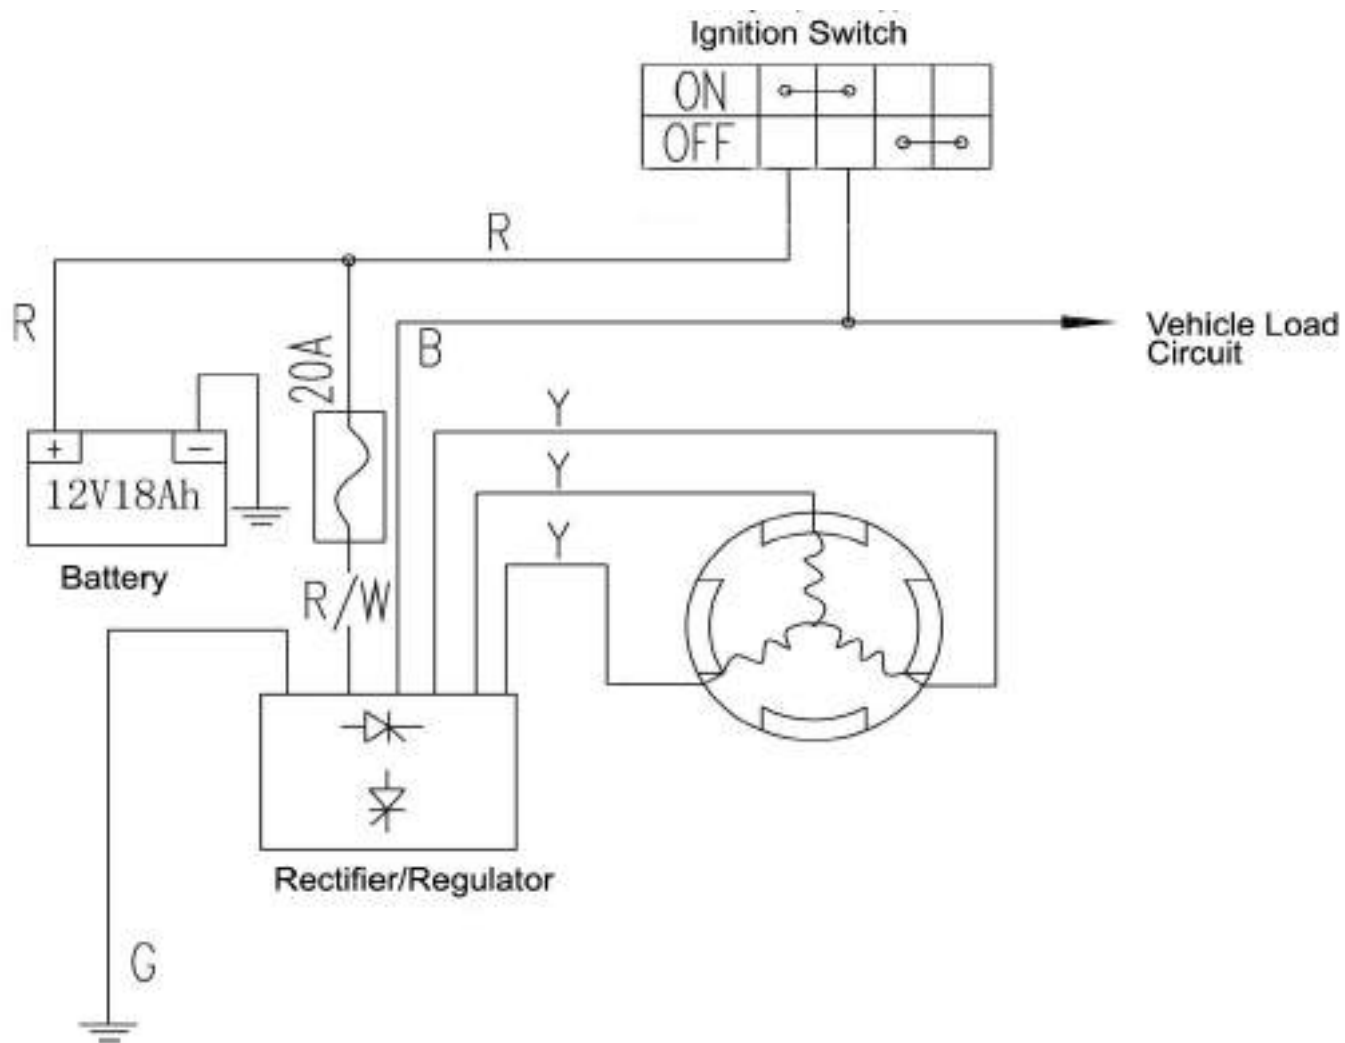 Ignition Switch
ON
OFF
R
R
20A
B
Vehicle Load
Circuit
Y
Y
Y
+ −
12V18Ah
Battery
R/W
Rectifier/Regulator
G